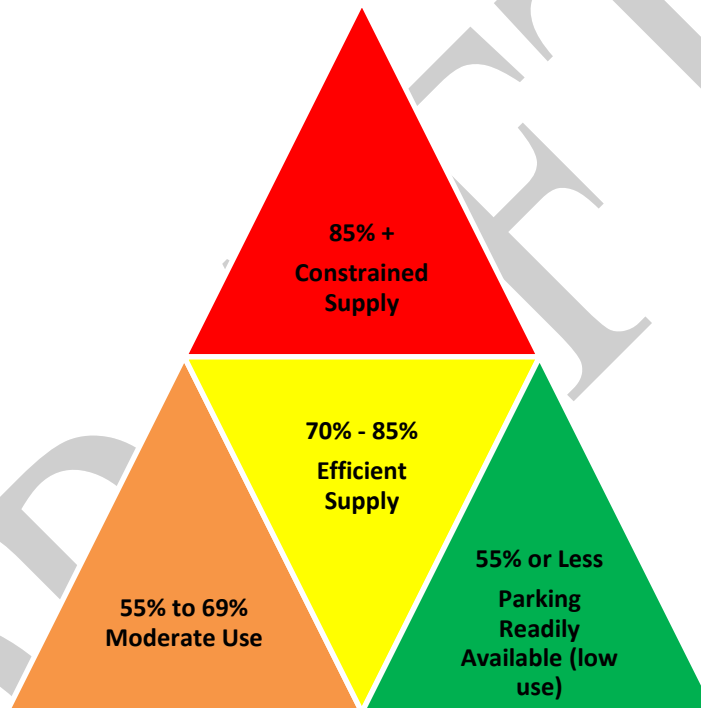 85% +
Constrained
Supply
70% - 85%
Efficient
Supply
55% to 69%
Moderate Use
55% or Less
Parking
Readily
Available (low
use)